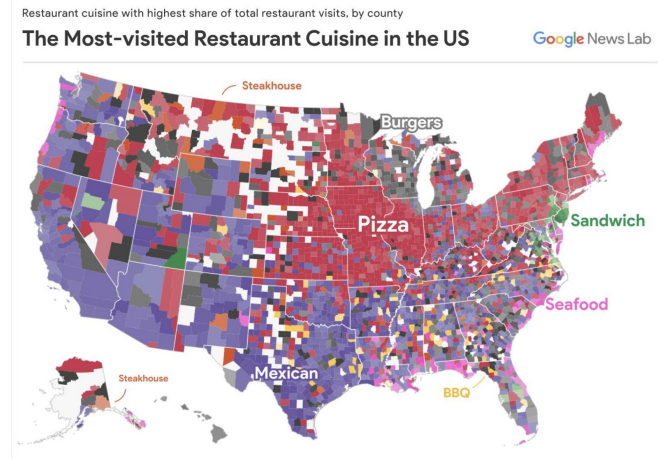 Restaurant cuisine with highest share of total restaurant visits, by county
The Most-visited Restaurant Cuisine in the US
Google News Lab
Steakhouse
Burgers
Pizza
Sandwich
Seafood
Mexican
Steakhouse
BBQ